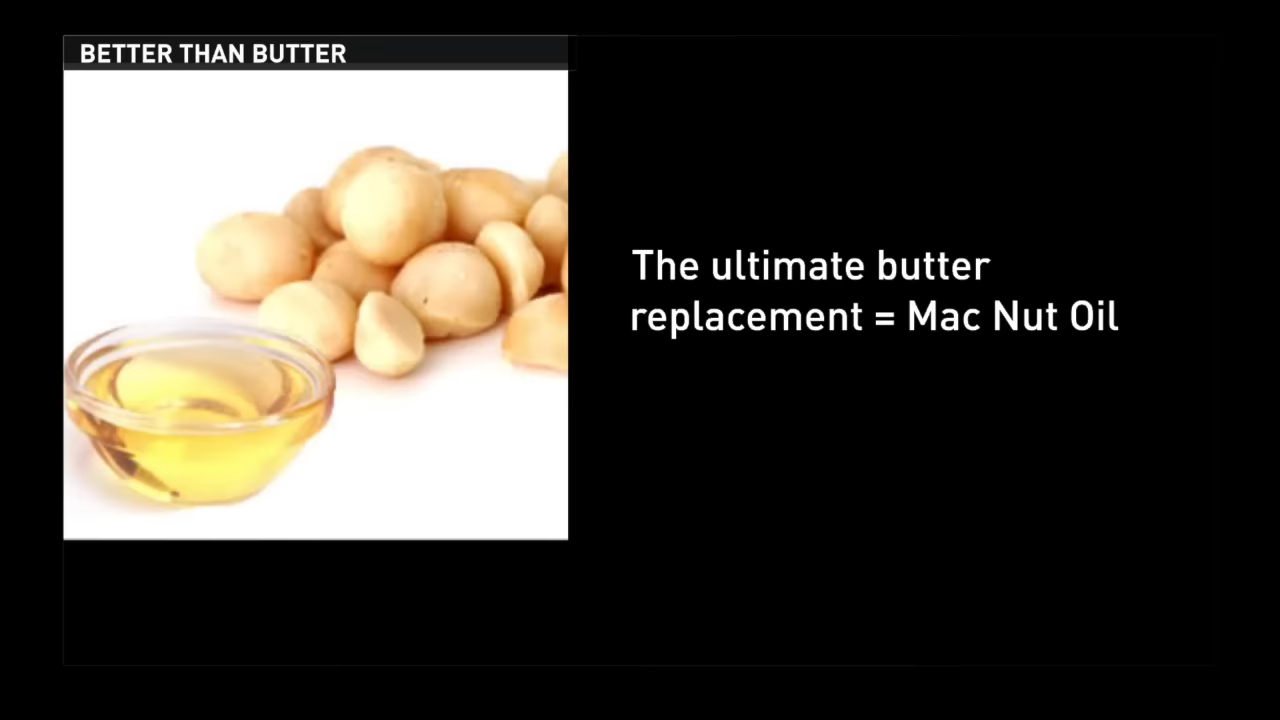 BETTER THAN BUTTER
The ultimate butter
replacement = Mac Nut Oil